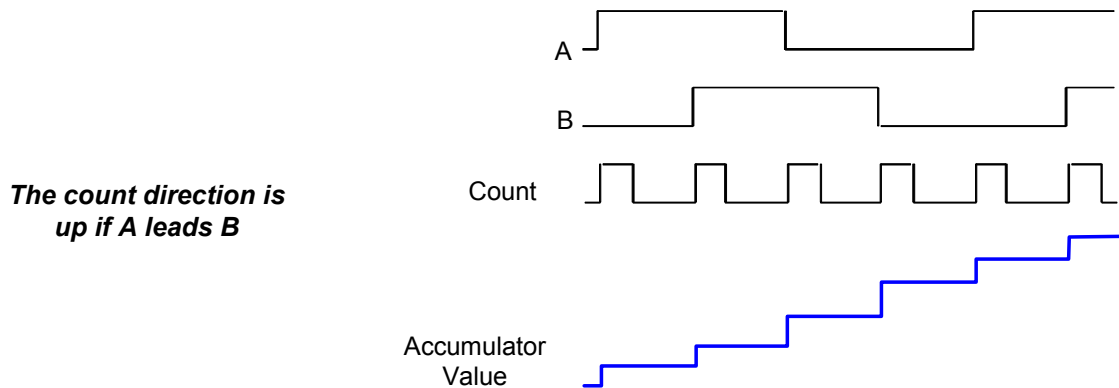 A
B
The count direction is
up if A leads B
Count
Accumulator
Value